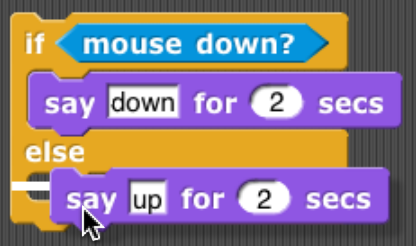 if mouse down?
say down for 2 secs
else
say up for 2 secs